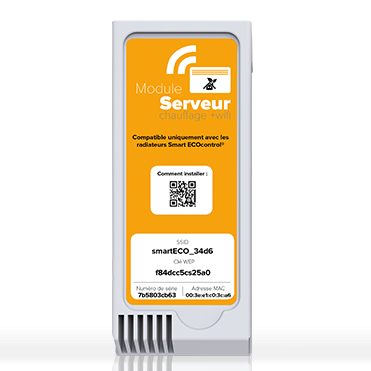 Module
Serveur
chauffage +wifi
Compatible uniquement avec les
radiateurs Smart ECOcontrol®
Comment installer :
SSID
smartECO_34d6
Clé WEP
f84dcc5cs25a0
Numéro de série
7b5803cb63
Adresse MAC
00:3e:e1:c0:3c:a6